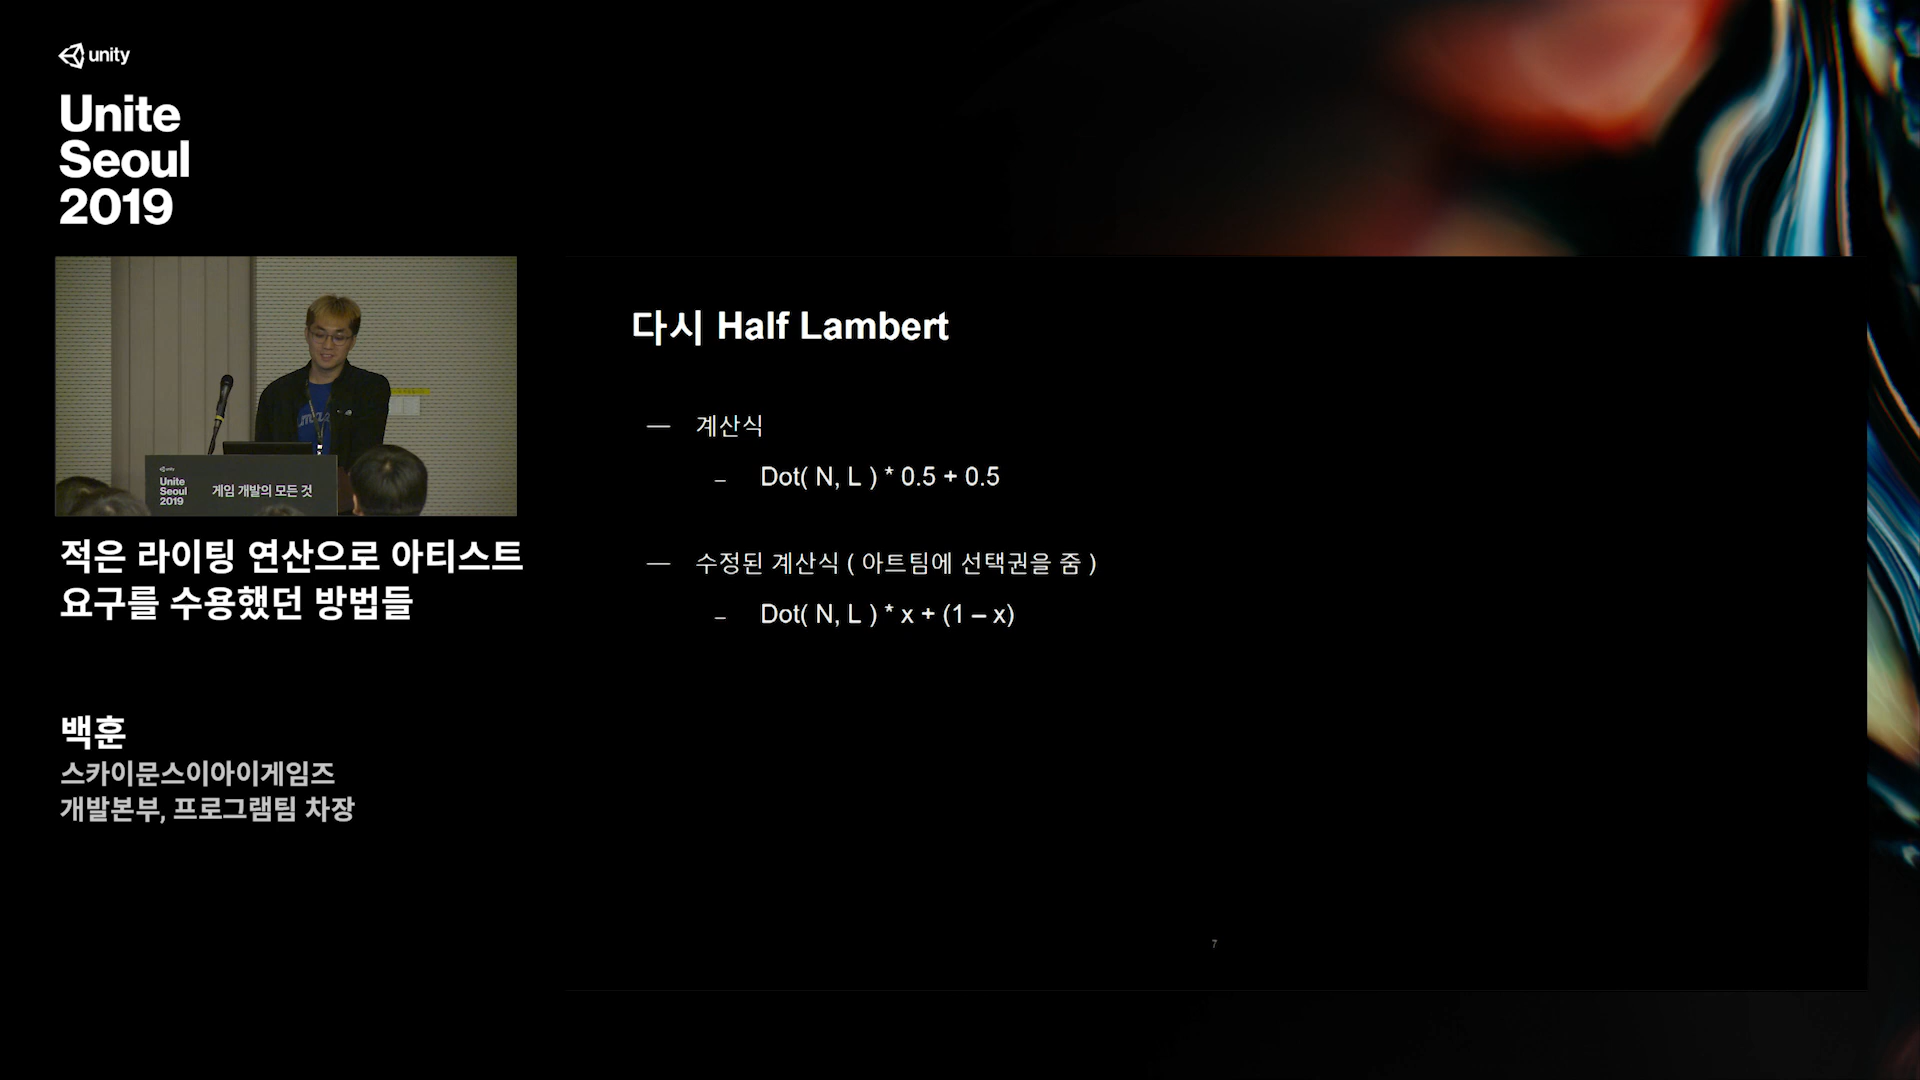 unity
Unite
Seoul
2019
unity
Unite
Seoul
2019
게임 개발의 모든 것
적은 라이팅 연산으로 아티스트
요구를 수용했던 방법들
백훈
스카이문스이아이게임즈
개발본부, 프로그램팀 차장
다시 Half Lambert
— 계산식
– Dot( N, L ) * 0.5 + 0.5
— 수정된 계산식 ( 아트팀에 선택권을 줌 )
– Dot( N, L ) * x + (1 – x)
7